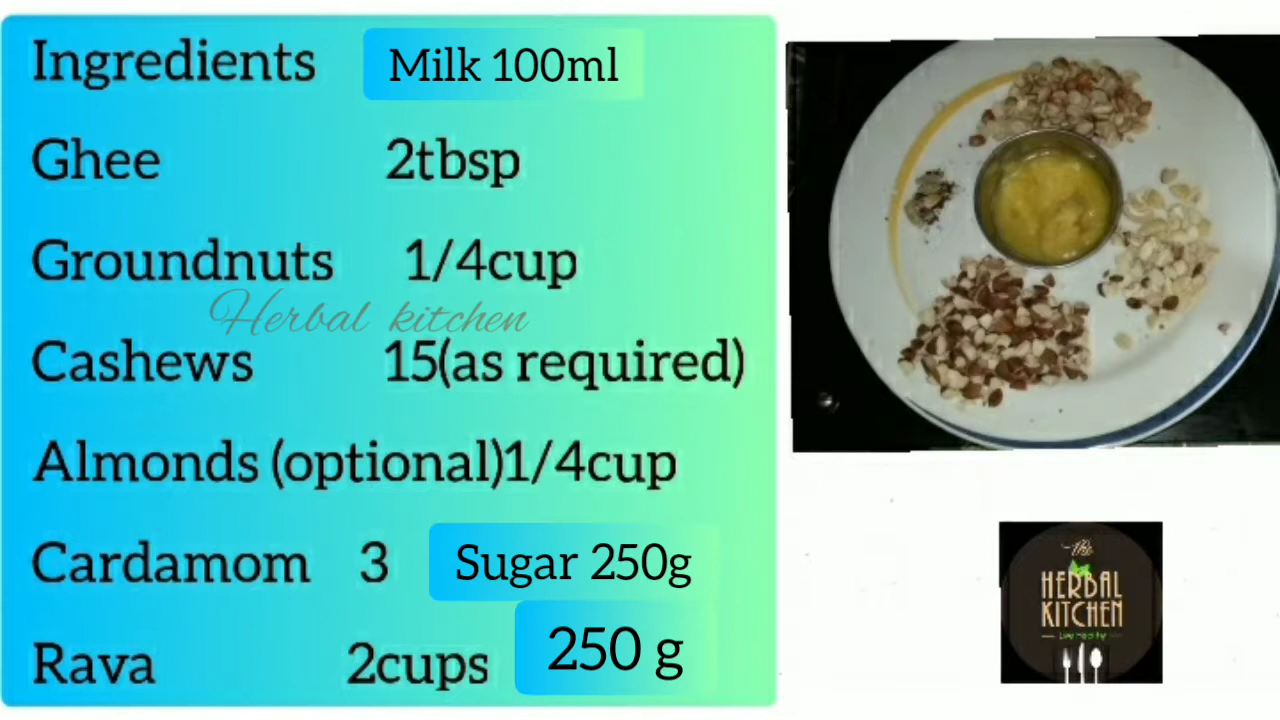 Ingredients Milk 100ml
Ghee 2tbsp
Groundnuts 1/4cup
Herbal kitchen
Cashews 15(as required)
Almonds (optional)1/4cup
Cardamom 3 Sugar 250g
Rava 2cups 250 g
The
HERBAL
KITCHEN